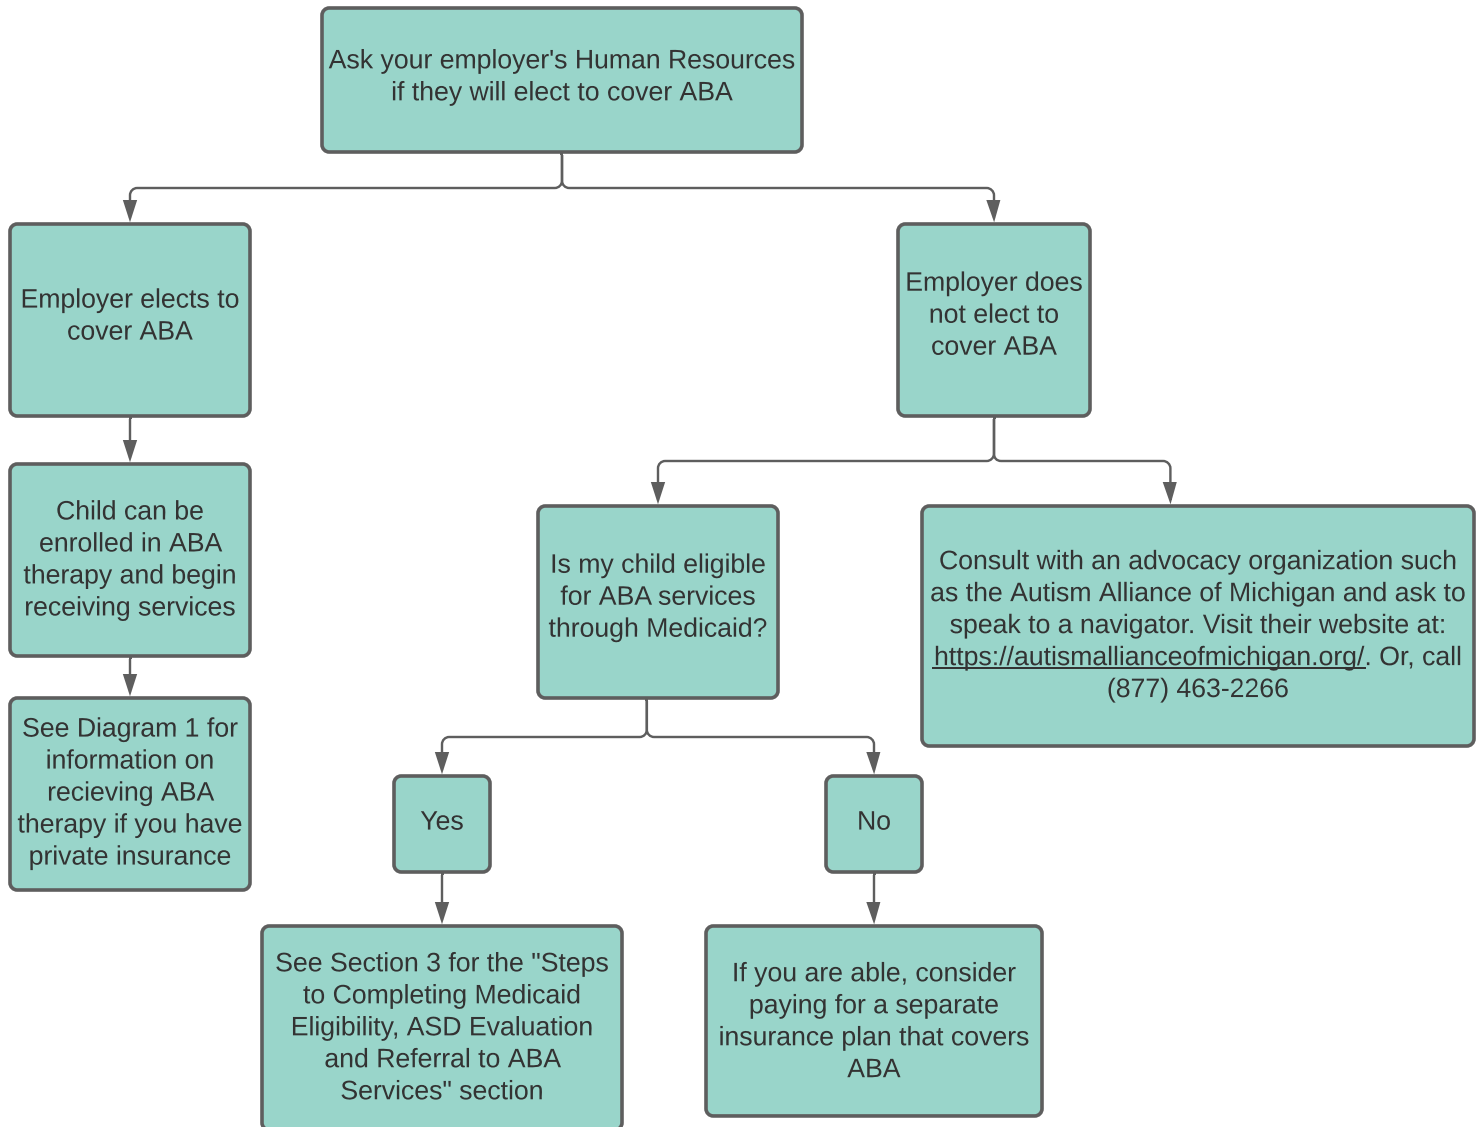 Ask your employer's Human Resources
if they will elect to cover ABA
Employer elects to
cover ABA
Employer does
not elect to
cover ABA
Child can be
enrolled in ABA
therapy and begin
receiving services
Is my child eligible
for ABA services
through Medicaid?
Consult with an advocacy organization such
as the Autism Alliance of Michigan and ask to
speak to a navigator. Visit their website at:
https://autismallianceofmichigan.org/. Or, call
(877) 463-2266
See Diagram 1 for
information on
recieving ABA
therapy if you have
private insurance
Yes
No
See Section 3 for the "Steps
to Completing Medicaid
Eligibility, ASD Evaluation
and Referral to ABA
Services" section
If you are able, consider
paying for a separate
insurance plan that covers
ABA